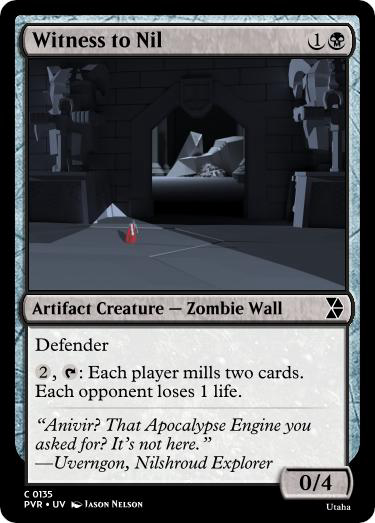 Witness to Nil 1
Artifact Creature — Zombie Wall
Defender
2, : Each player mills two cards.
Each opponent loses 1 life.
“Anivir? That Apocalypse Engine you
asked for? It’s not here.”
—Uverngon, Nilshroud Explorer
0/4
C 0135
PVR • UV Jason Nelson
Utaha